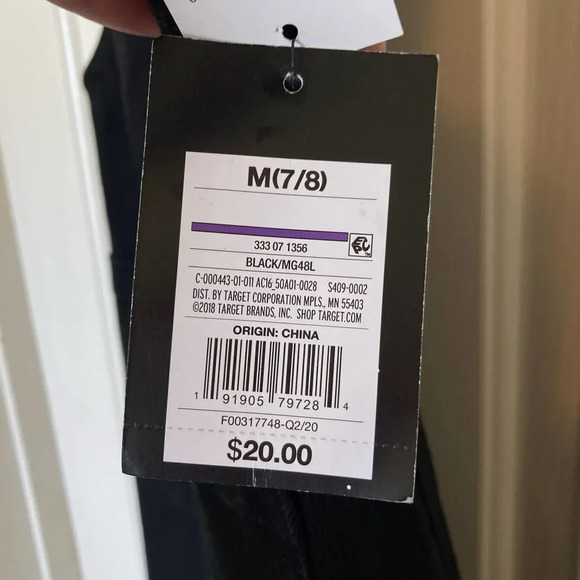 M(7/8)
333 07 1356
BLACK/MG48L
C-000443-01-011 AC16_50A01-0028 S409-0002
DIST. BY TARGET CORPORATION MPLS., MN 55403
©2018 TARGET BRANDS, INC. SHOP TARGET.COM
ORIGIN: CHINA
1 91905 79728 4
F00317748-Q2/20
$20.00